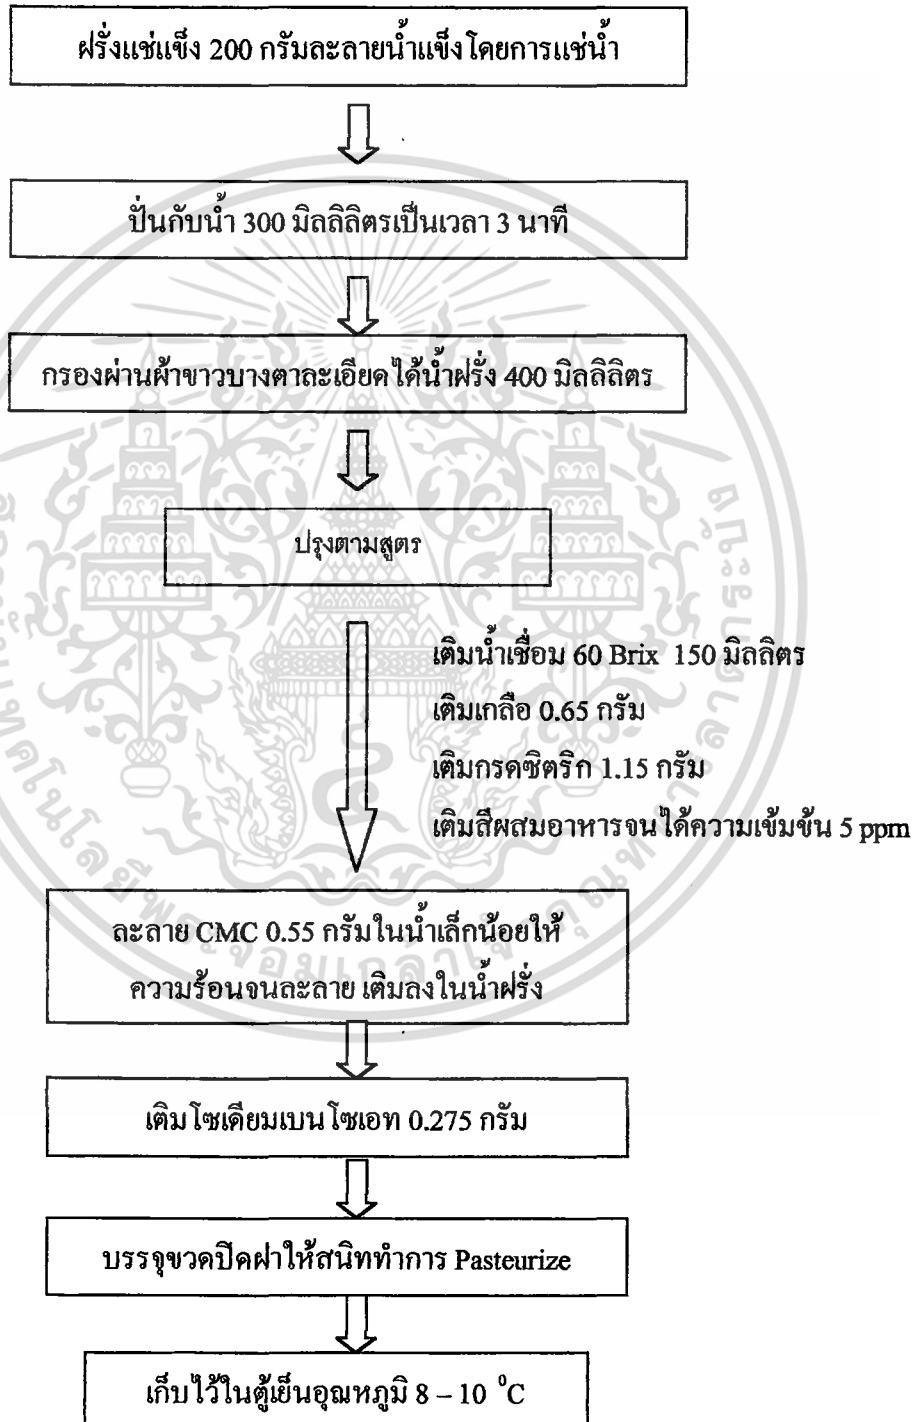 ฝรั่งแช่แข็ง 200 กรัมละลายน้ำแข็งโดยการแช่น้ำ
ปั่นกับน้ำ 300 มิลลิลิตรเป็นเวลา 3 นาที
กรองผ่านผ้าขาวบางตาละเอียดได้น้ำฝรั่ง 400 มิลลิลิตร
ปรุงตามสูตร
เติมน้ำเชื่อม 60 Brix 150 มิลลิตร
เติมเกลือ 0.65 กรัม
เติมกรดซิตริก 1.15 กรัม
เติมสีผสมอาหารจนได้ความเข้มข้น 5 ppm
ละลาย CMC 0.55 กรัมในน้ำเล็กน้อยให้
ความร้อนจนละลาย เติมลงในน้ำฝรั่ง
เติมโซเดียมเบนโซเอท 0.275 กรัม
บรรจุขวดปิดฝาให้สนิททำการ Pasteurize
เก็บไว้ในตู้เย็นอุณหภูมิ 8 – 10 ⁰C